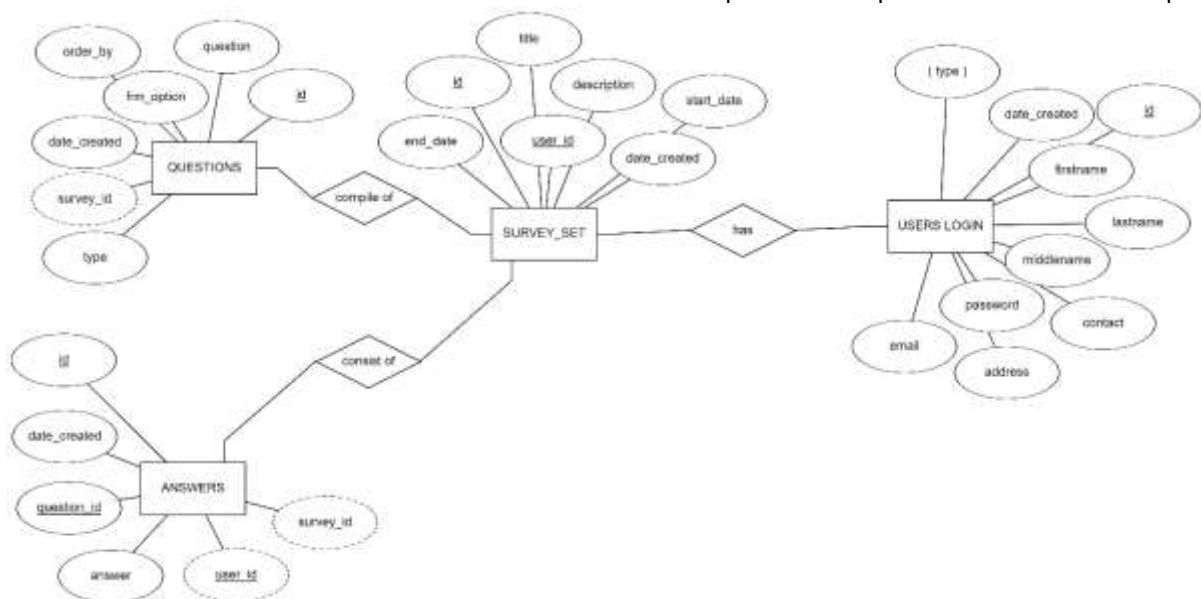 title
order_by
question
( type )
id
description
frm_option
id
start_date
date_created
id
date_created
end_date
user_id
date_created
firstname
QUESTIONS
survey_id
compile of
SURVEY_SET
has
USERS LOGIN
lastname
type
middlename
password
contact
email
address
id
consist of
date_created
ANSWERS
question_id
survey_id
answer
user_id